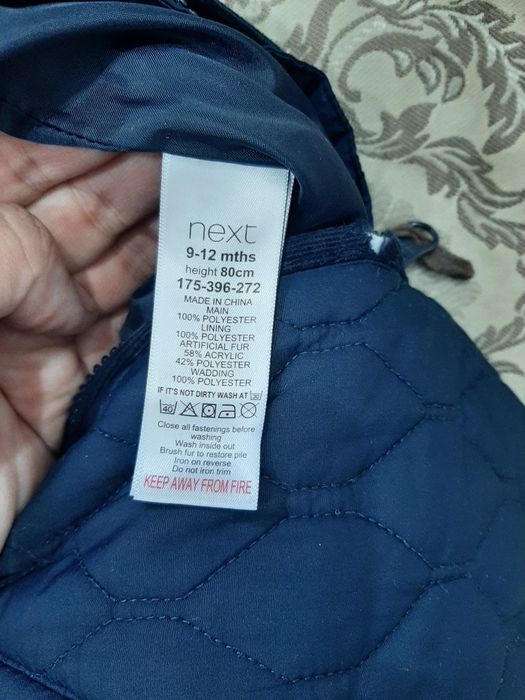 next
9-12 mths
height 80cm
175-396-272
MADE IN CHINA
MAIN
100% POLYESTER
LINING
100% POLYESTER
ARTIFICIAL FUR
58% ACRYLIC
42% POLYESTER
WADDING
100% POLYESTER
IF IT'S NOT DIRTY WASH AT 30
40
Close all fastenings before
washing
Wash inside out
Brush fur to restore pile
Iron on reverse
Do not iron trim
KEEP AWAY FROM FIRE